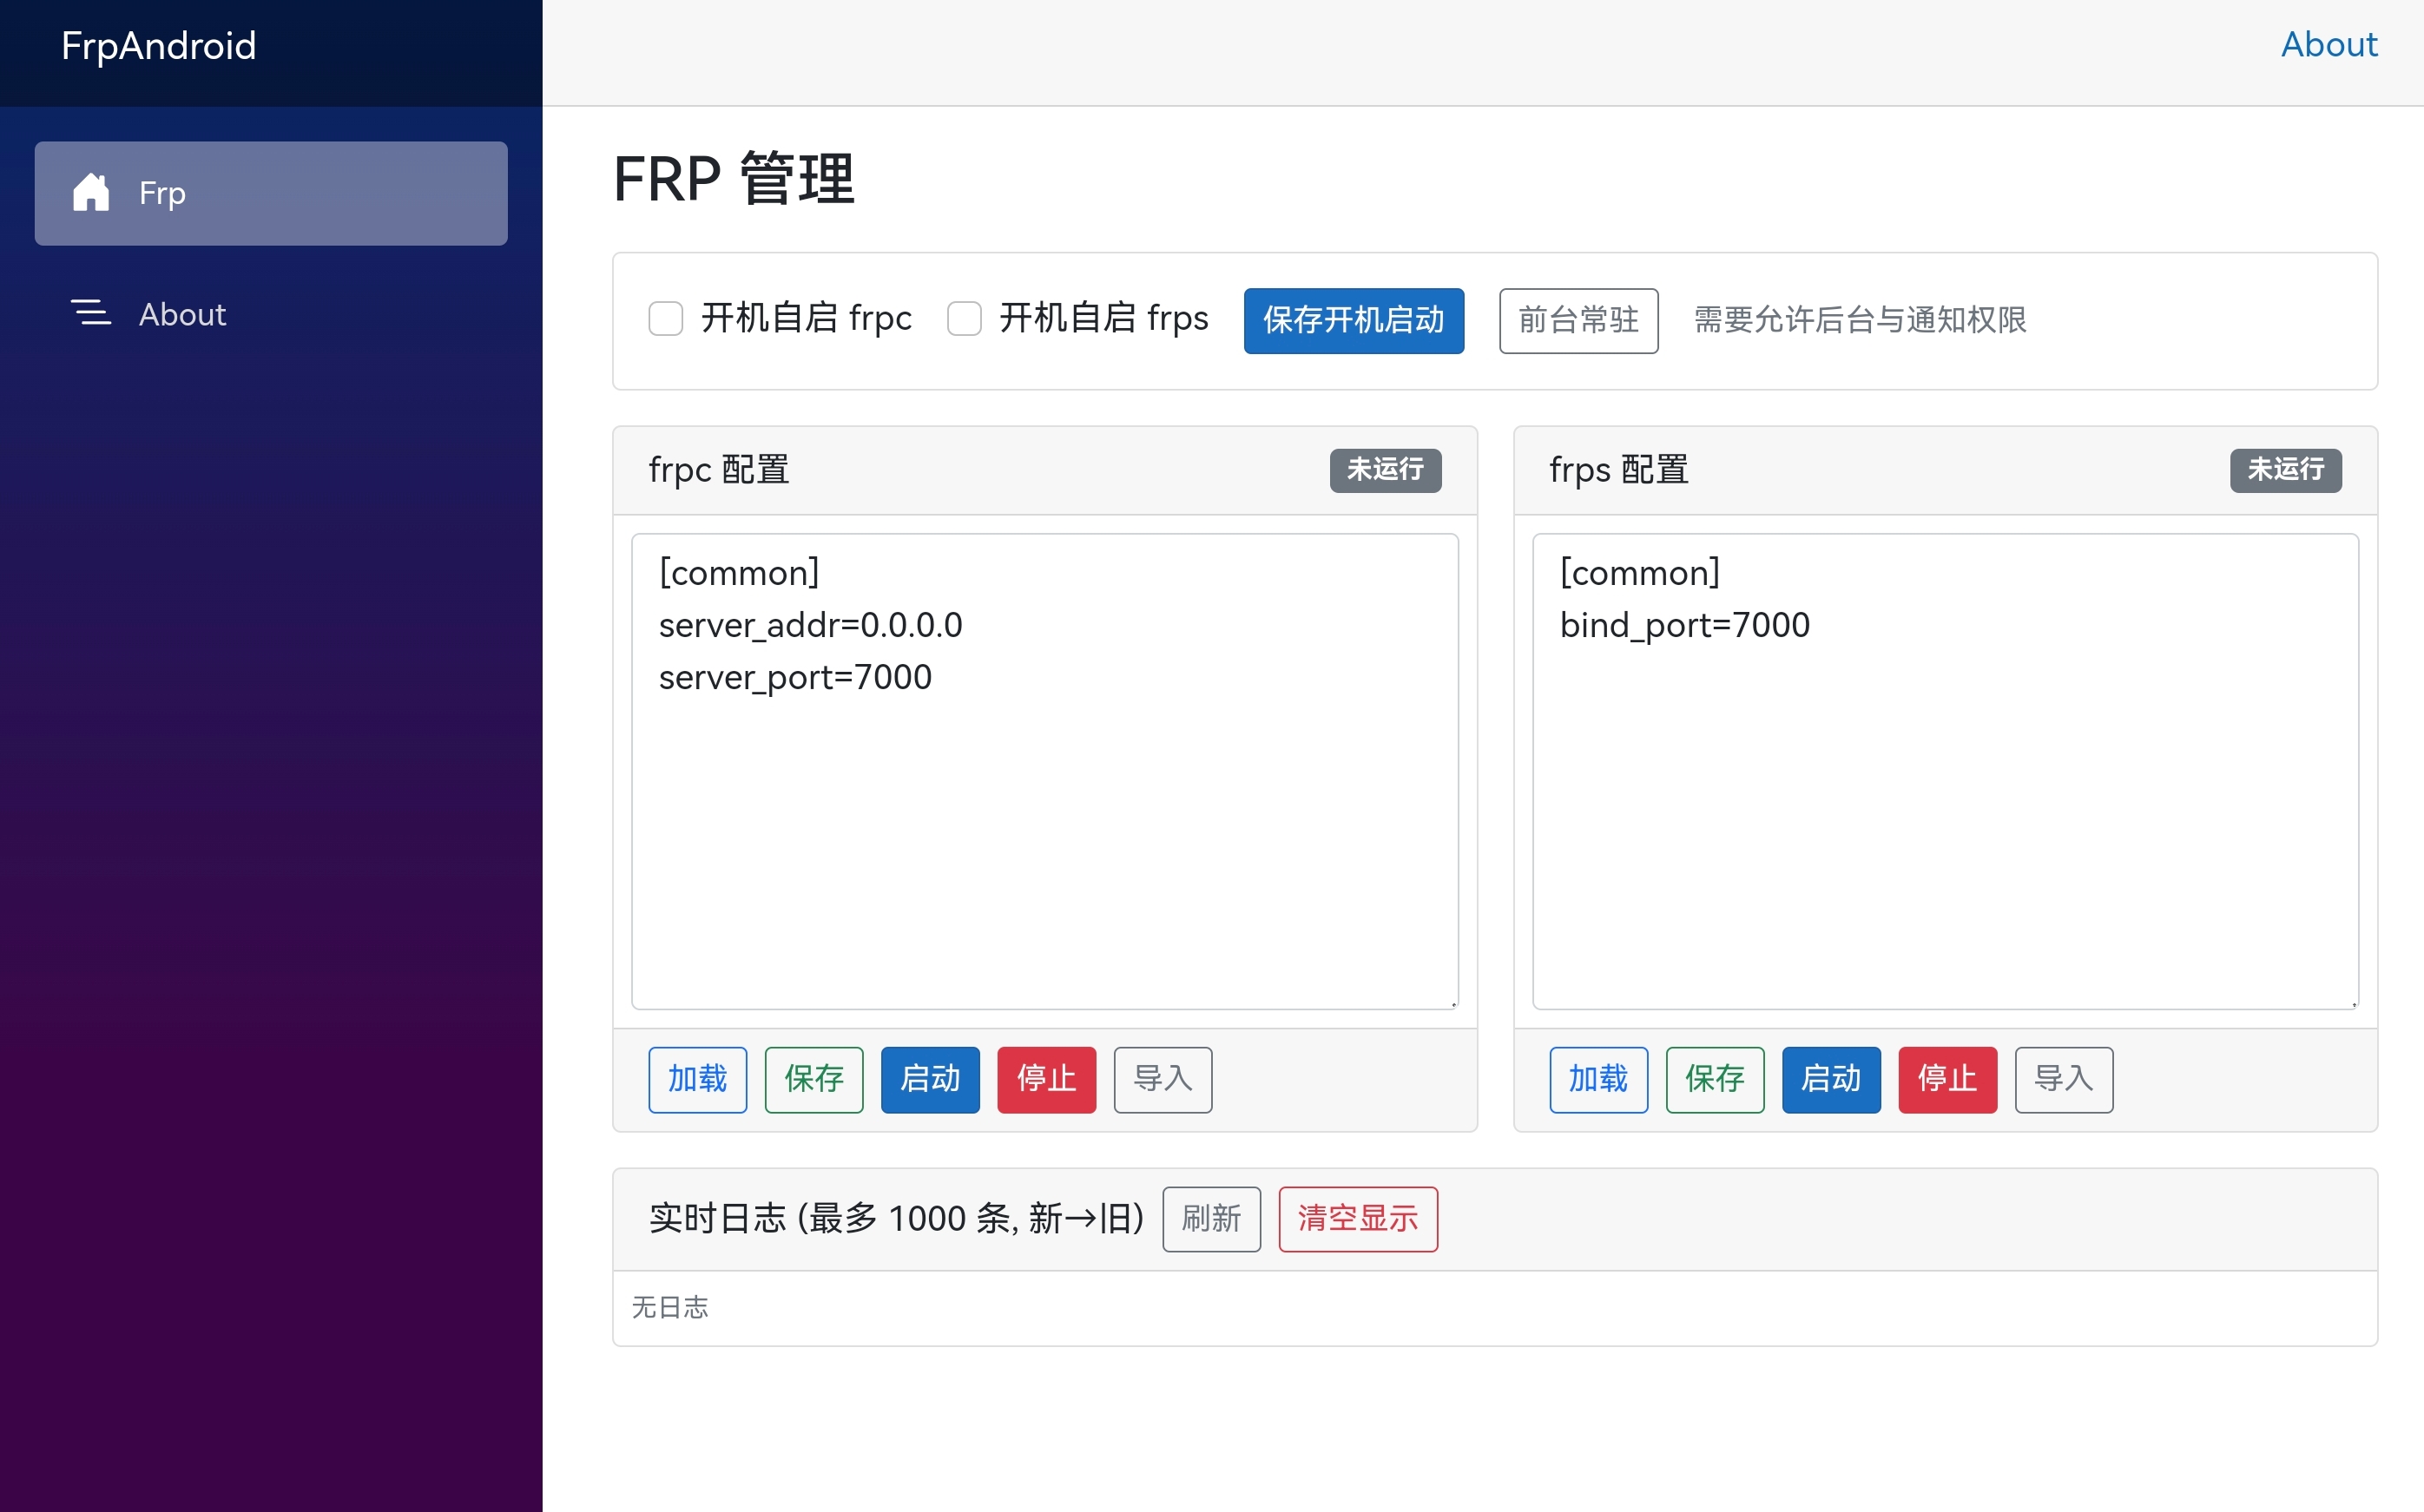 FrpAndroid
About
Frp
About
FRP 管理
开机自启 frpc 开机自启 frps 保存开机启动 前台常驻 需要允许后台与通知权限
frpc 配置 未运行
[common]
server_addr=0.0.0.0
server_port=7000
加载 保存 启动 停止 导入
frps 配置 未运行
[common]
bind_port=7000
加载 保存 启动 停止 导入
实时日志 (最多 1000 条, 新→旧) 刷新 清空显示
无日志